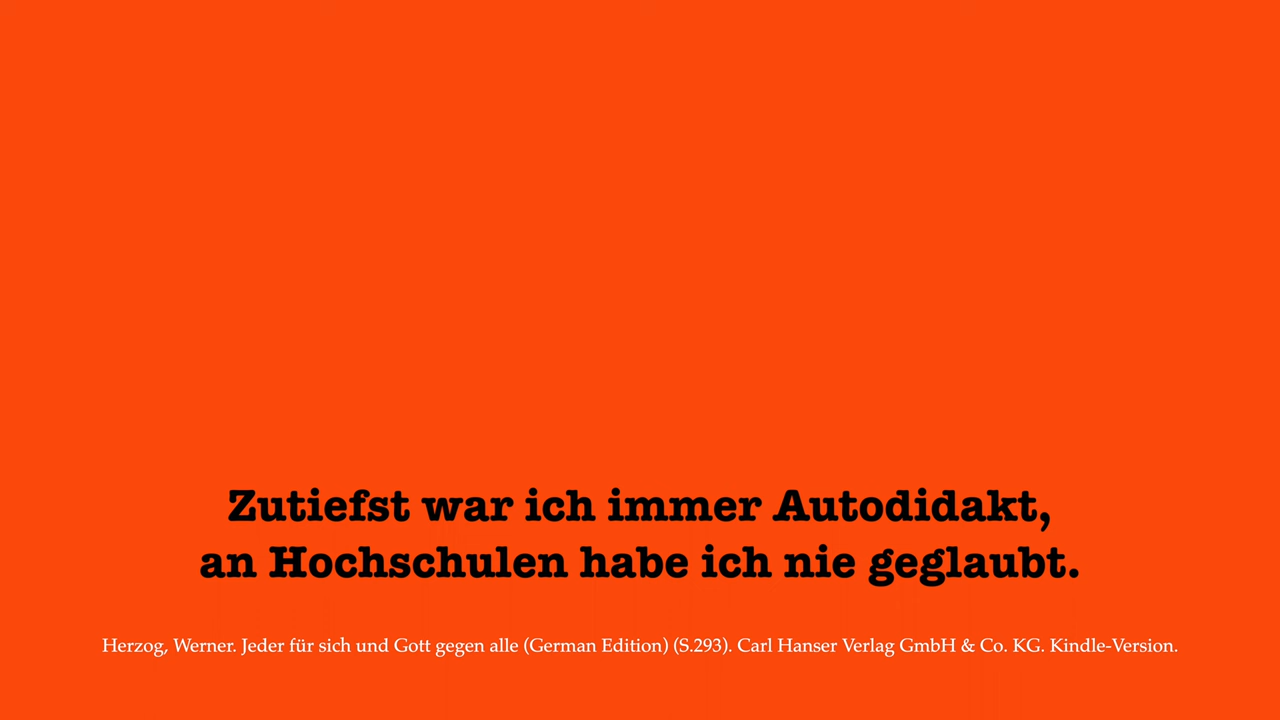 Zutiefst war ich immer Autodidakt,
an Hochschulen habe ich nie geglaubt.
Herzog, Werner. Jeder für sich und Gott gegen alle (German Edition) (S.293). Carl Hanser Verlag GmbH & Co. KG. Kindle-Version.